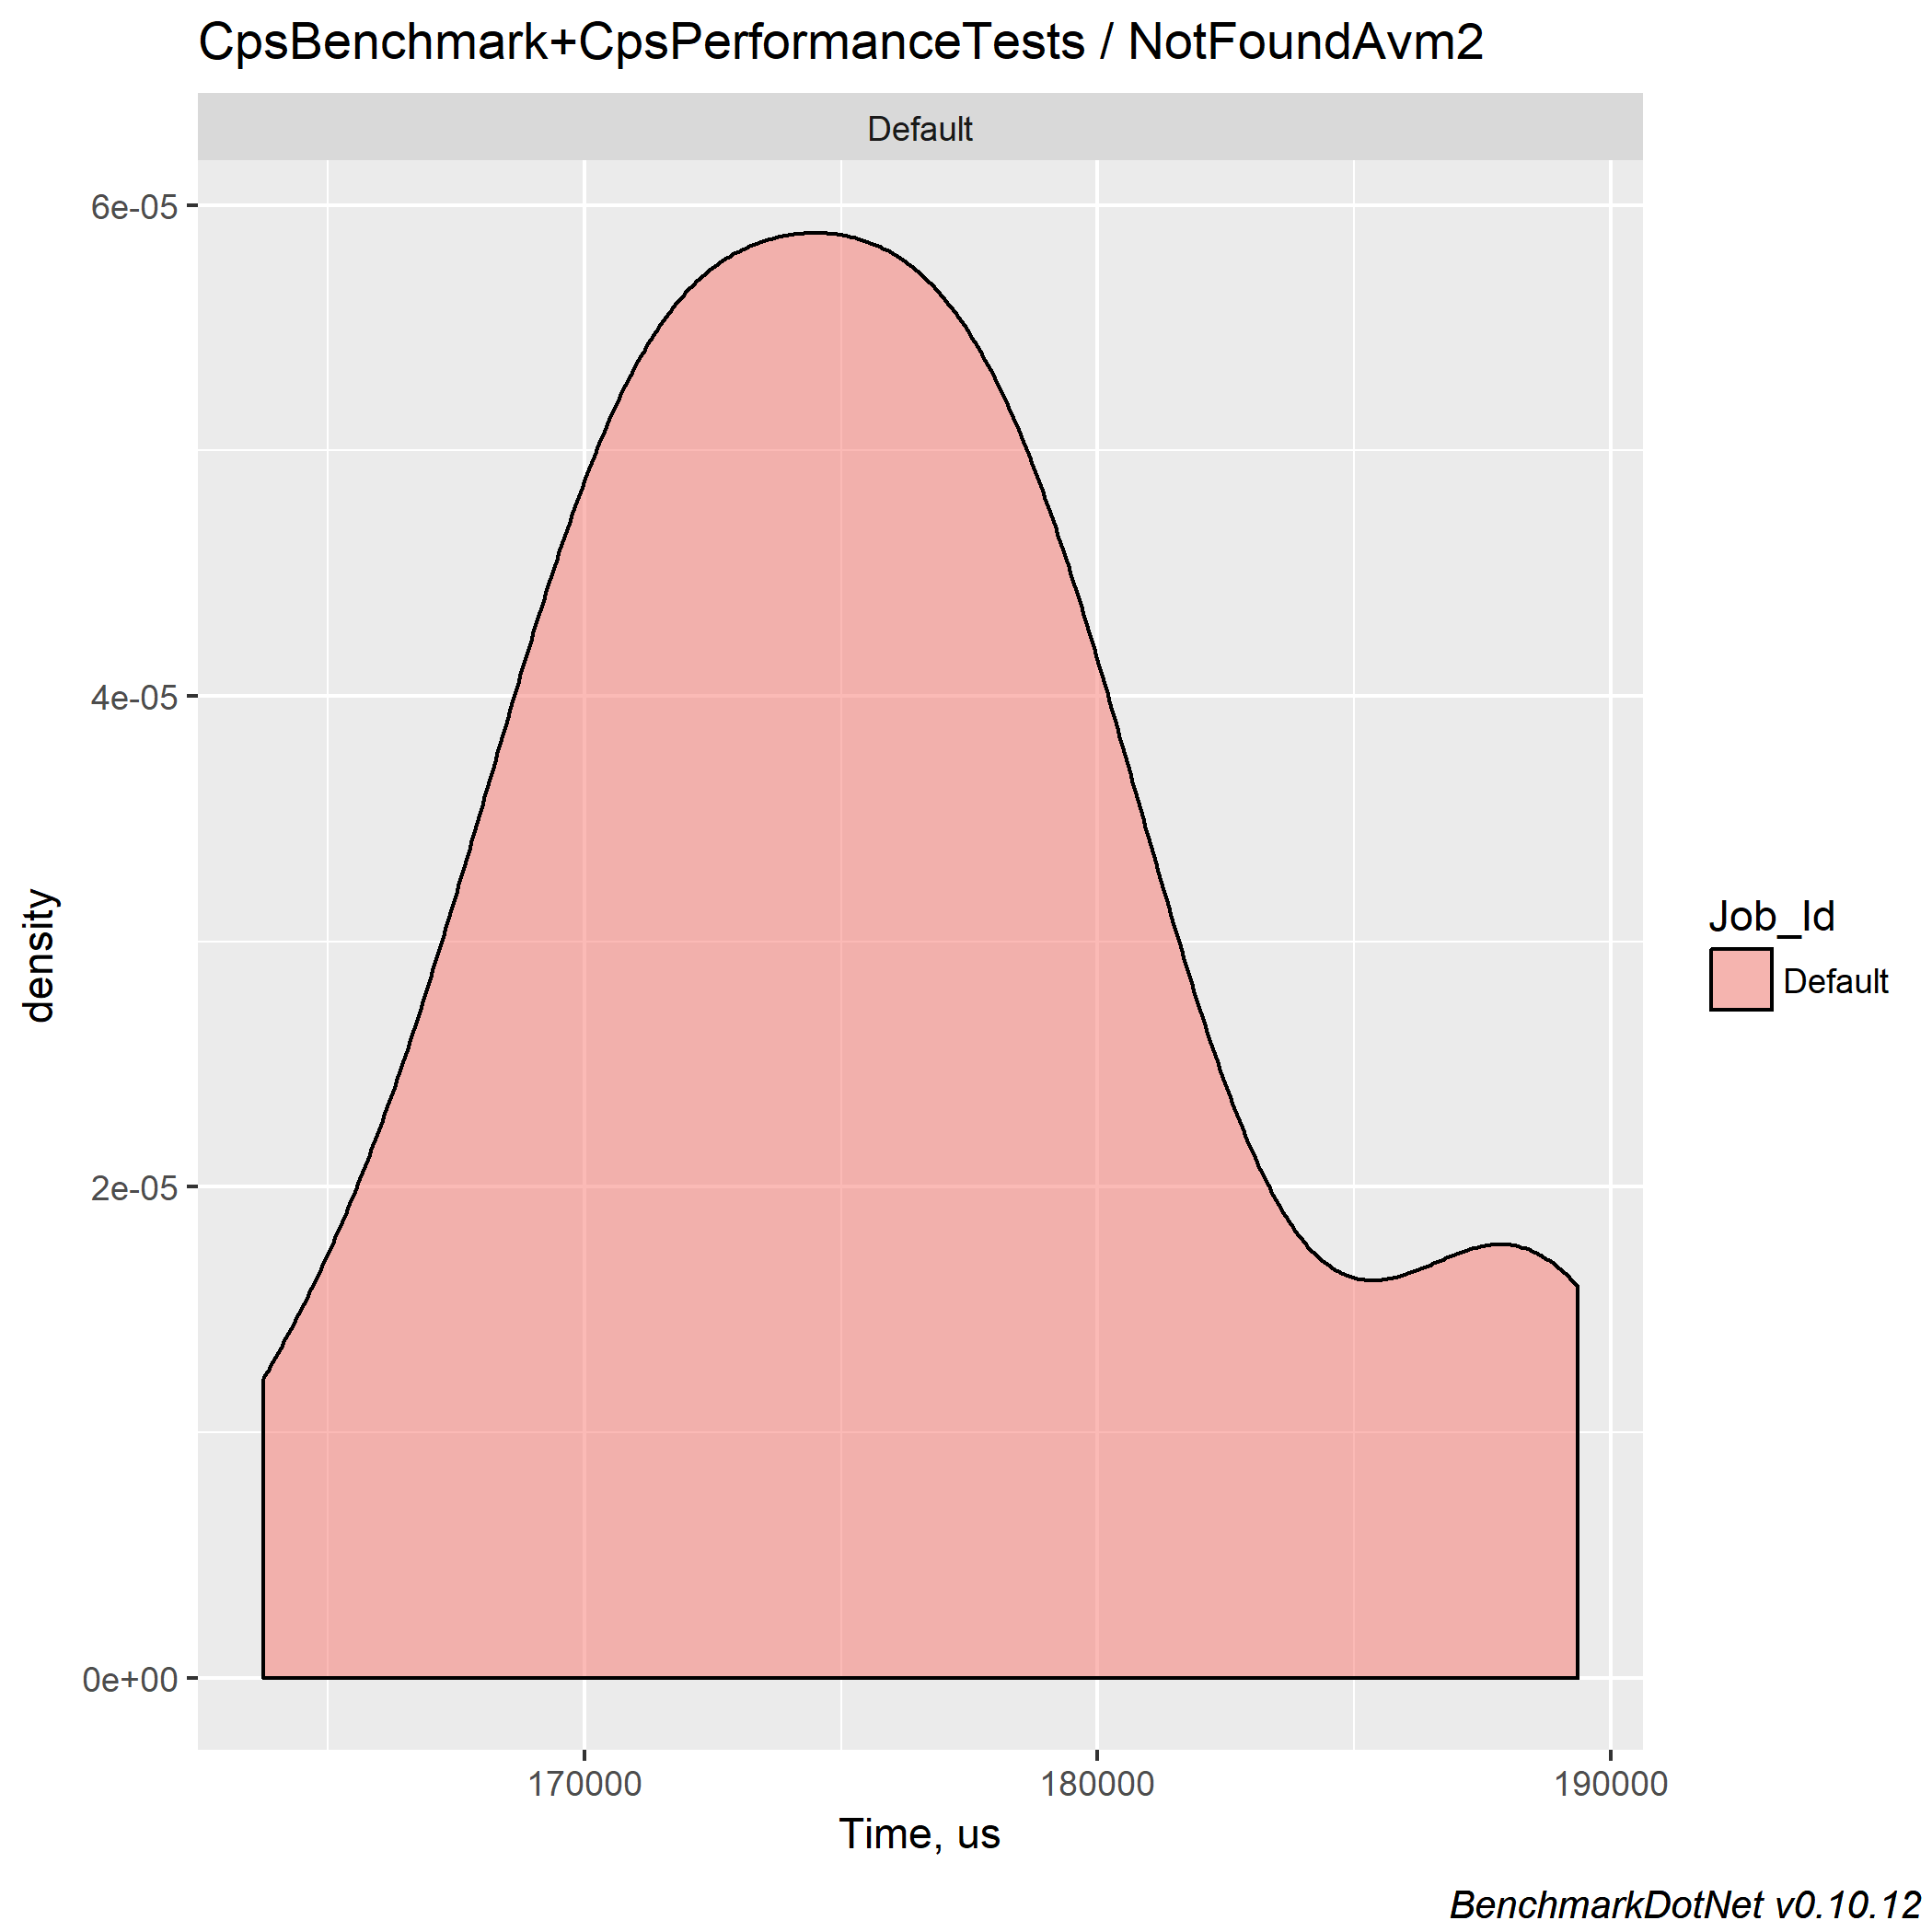 CpsBenchmark+CpsPerformanceTests / NotFoundAvm2
Default
6e-05
4e-05
2e-05
0e+00
density
170000
180000
190000
Time, us
Job_Id
Default
BenchmarkDotNet v0.10.12